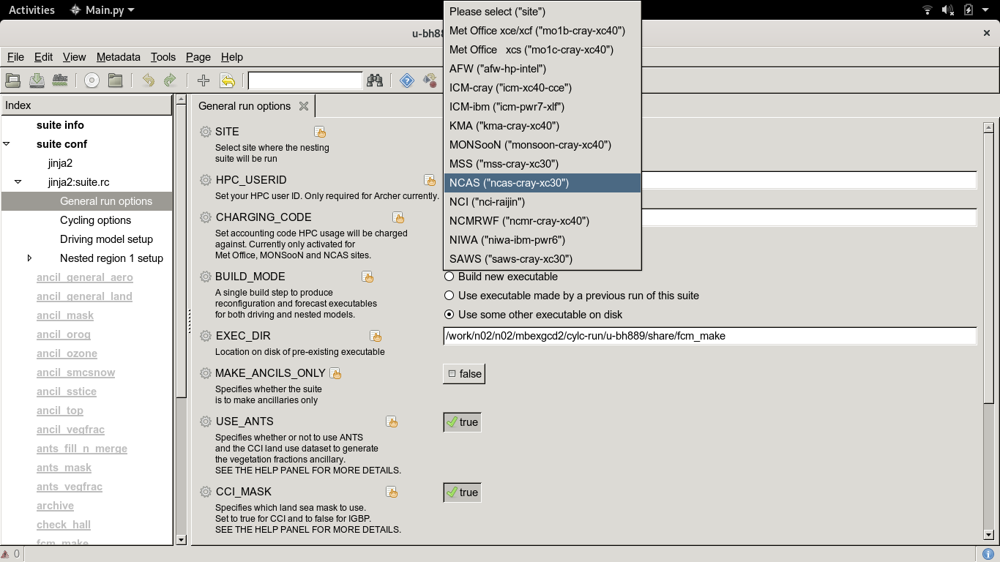 Activities
Main.py
u-bh88
File Edit View Metadata Tools Page Help
Index
suite info
suite conf
jinja2
jinja2:suite.rc
General run options
Cycling options
Driving model setup
Nested region 1 setup
ancil_general_aero
ancil_general_land
ancil_mask
ancil_orog
ancil_ozone
ancil_smcsnow
ancil_sstice
ancil_top
ancil_vegfrac
ants_fill_n_merge
ants_mask
ants_vegfrac
archive
check_hall
fcm_make
0
General run options
Please select ("site")
Met Office xce/xcf ("mo1b-cray-xc40")
Met Office   xcs ("mo1c-cray-xc40")
AFW ("afw-hp-intel")
ICM-cray ("icm-xc40-cce")
ICM-ibm ("icm-pwr7-xlf")
KMA ("kma-cray-xc40")
MONSooN ("monsoon-cray-xc40")
MSS ("mss-cray-xc30")
NCAS ("ncas-cray-xc30")
NCI ("nci-raijin")
NCMRWF ("ncmr-cray-xc40")
NIWA ("niwa-ibm-pwr6")
SAWS ("saws-cray-xc30")
SITE
Select site where the nesting
suite will be run
HPC_USERID
Set your HPC user ID. Only required for Archer currently.
CHARGING_CODE
Set accounting code HPC usage will be charged
against. Currently only activated for
Met Office, MONSooN and NCAS sites.
BUILD_MODE
A single build step to produce
reconfiguration and forecast executables
for both driving and nested models.
Build new executable
Use executable made by a previous run of this suite
Use some other executable on disk
EXEC_DIR
Location on disk of pre-existing executable
/work/n02/n02/mbexgcd2/cylc-run/u-bh889/share/fcm_make
MAKE_ANCILS_ONLY
Specifies whether the suite
is to make ancillaries only
false
USE_ANTS
Specifies whether or not to use ANTS
and the CCI land use dataset to generate
the vegetation fractions ancillary.
SEE THE HELP PANEL FOR MORE DETAILS.
true
CCI_MASK
Specifies which land sea mask to use.
Set to true for CCI and to false for IGBP.
SEE THE HELP PANEL FOR MORE DETAILS.
true